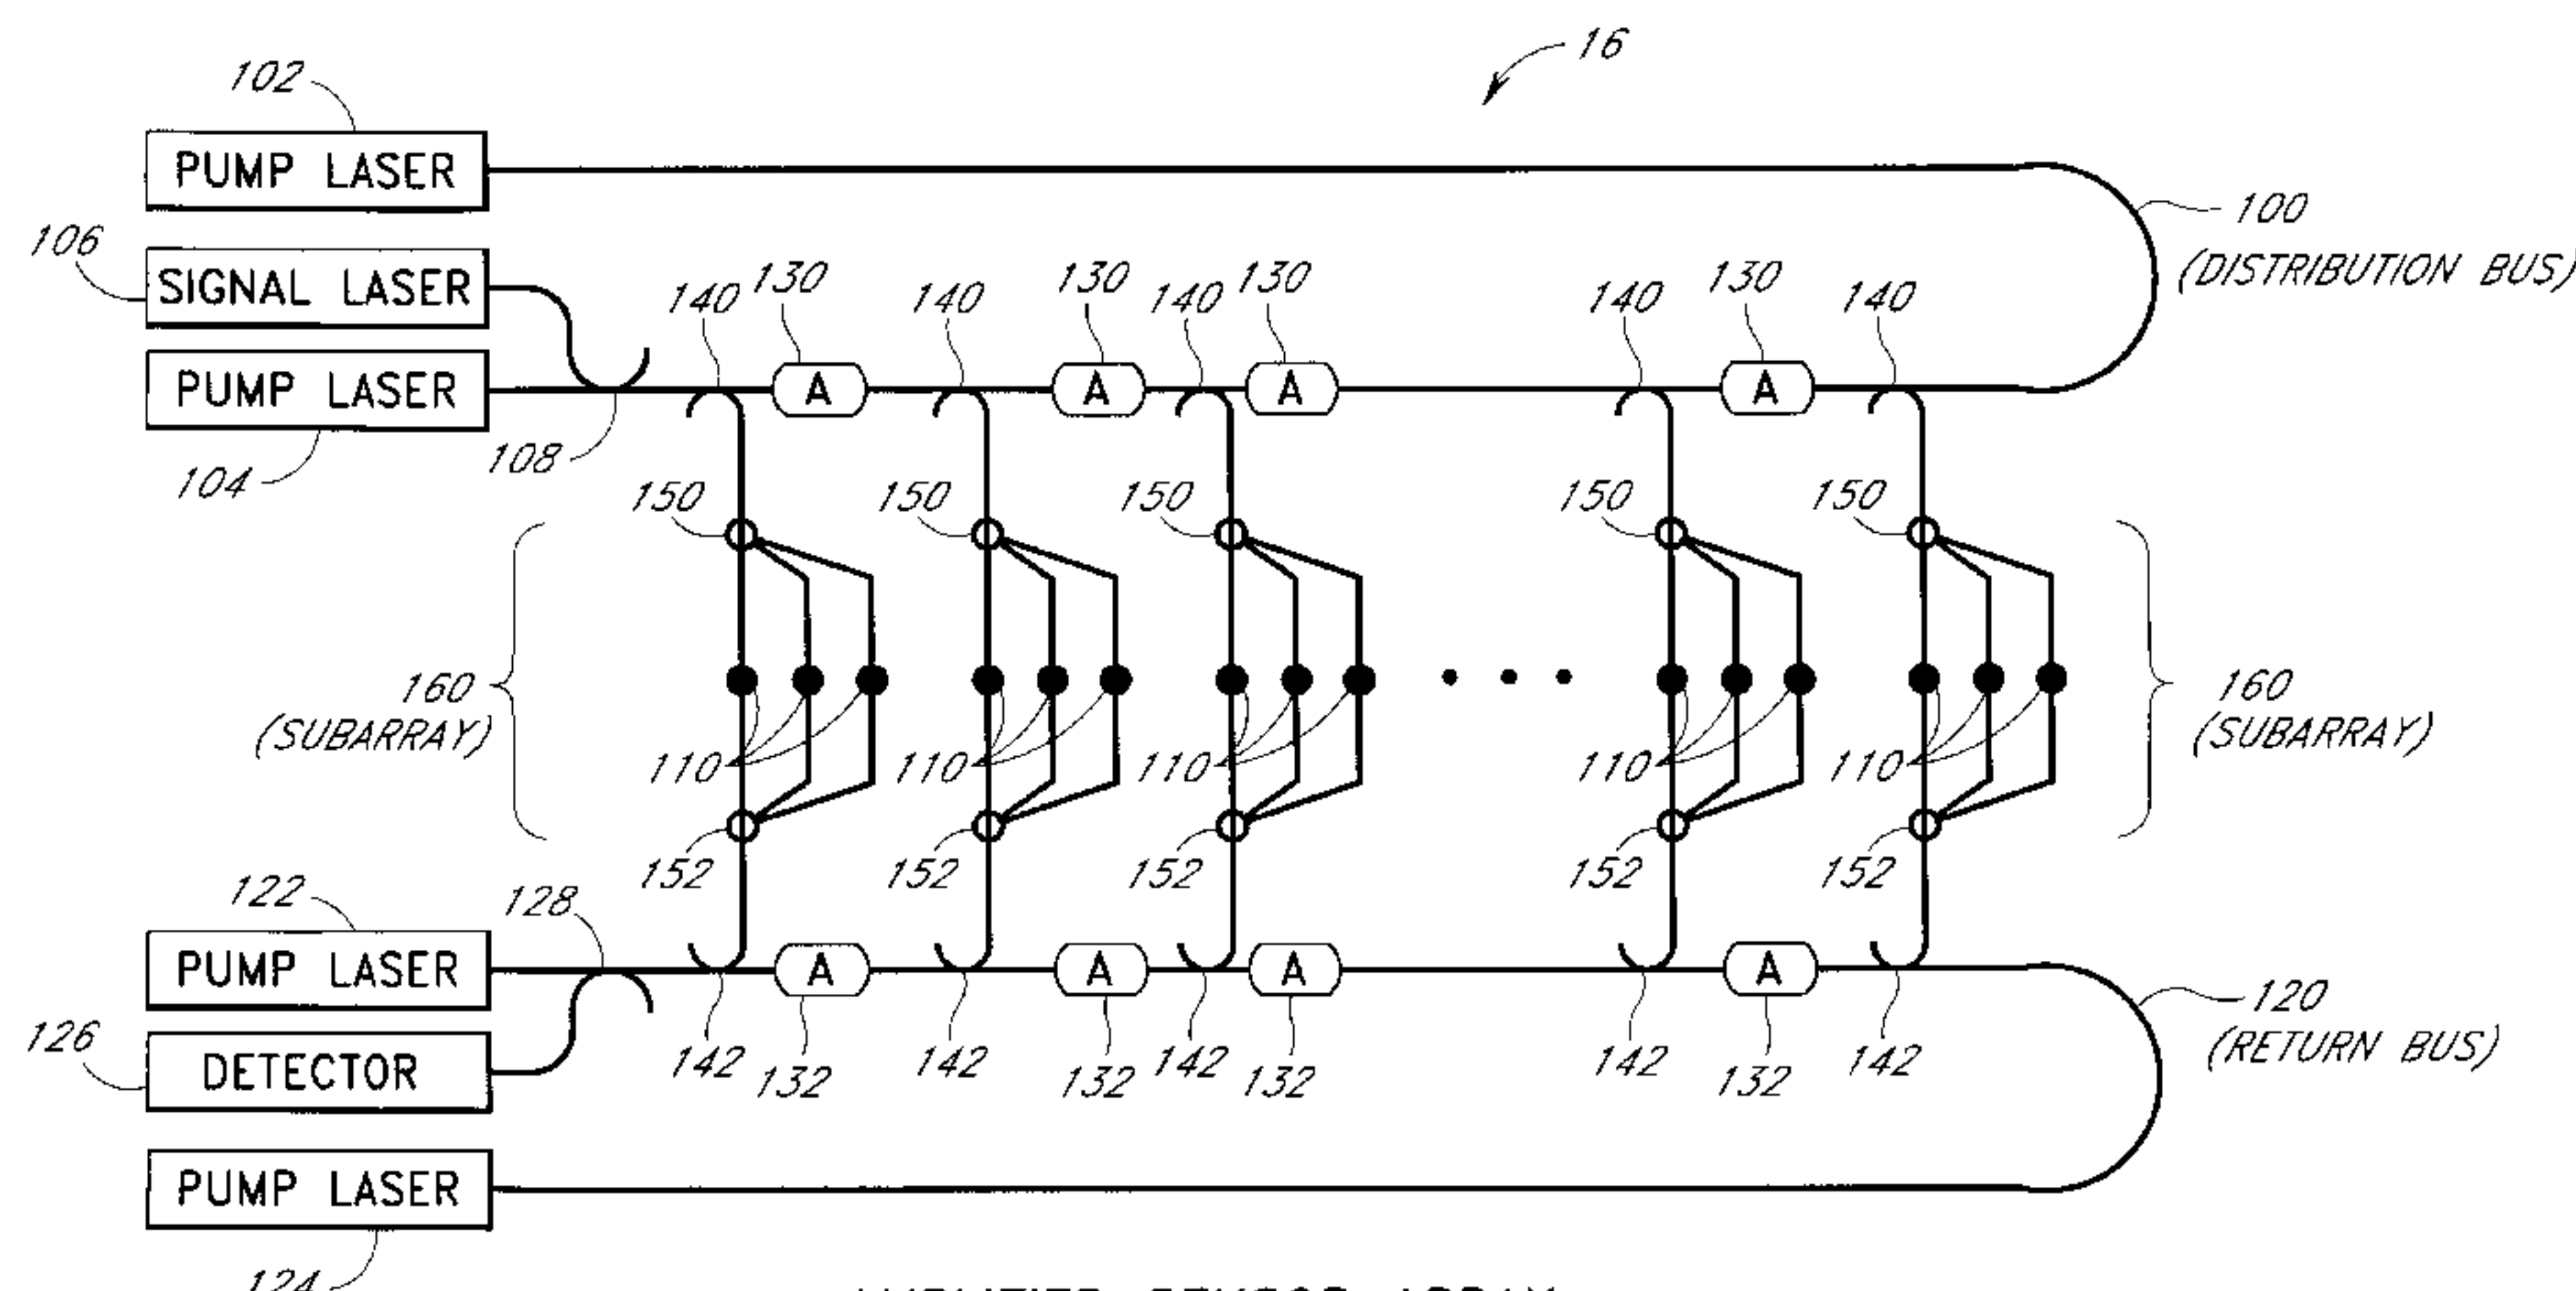 16
102
PUMP LASER
100
(DISTRIBUTION BUS)
106
SIGNAL LASER
140 130 140 130 140 130 140 130 140
PUMP LASER
A A A A
104
108
150 150 150 150 150
160
(SUBARRAY)
110 110 110 110 110
160
(SUBARRAY)
152 152 152 152 152
122
128
PUMP LASER
A A A A
120
(RETURN BUS)
126
DETECTOR
142 132 142 132 142 132 142 132 142
PUMP LASER
124